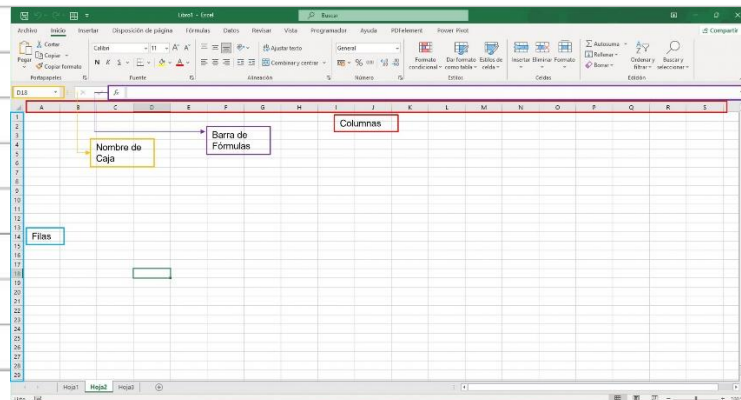 Libro1 - Excel
Buscar
Archivo Inicio Insertar Disposición de página Fórmulas Datos Revisar Vista Programador Ayuda PDFelement Power Pivot Compartir
Pegar
Cortar
Copiar
Copiar formato
Portapapeles
Calibri 11 A A
N K S A
Fuente
Ajustar texto
Combinar y centrar
Alineación
General
% 000
Número
Formato condicional
Dar formato como tabla
Estilos de celda
Estilos
Insertar Eliminar Formato
Celdas
Autosuma
Rellenar
Borrar
Ordenar y filtrar
Buscar y seleccionar
Edición
D18 fx
A B C D E F G H I J K L M N O P Q R S
1
2
3
4
5
6
7
8
9
10
11
12
13
14
15
16
17
18
19
20
21
22
23
24
25
26
27
28
29
Columnas
Barra de
Fórmulas
Nombre de
Caja
Filas
Hoja1 Hoja2 Hoja3